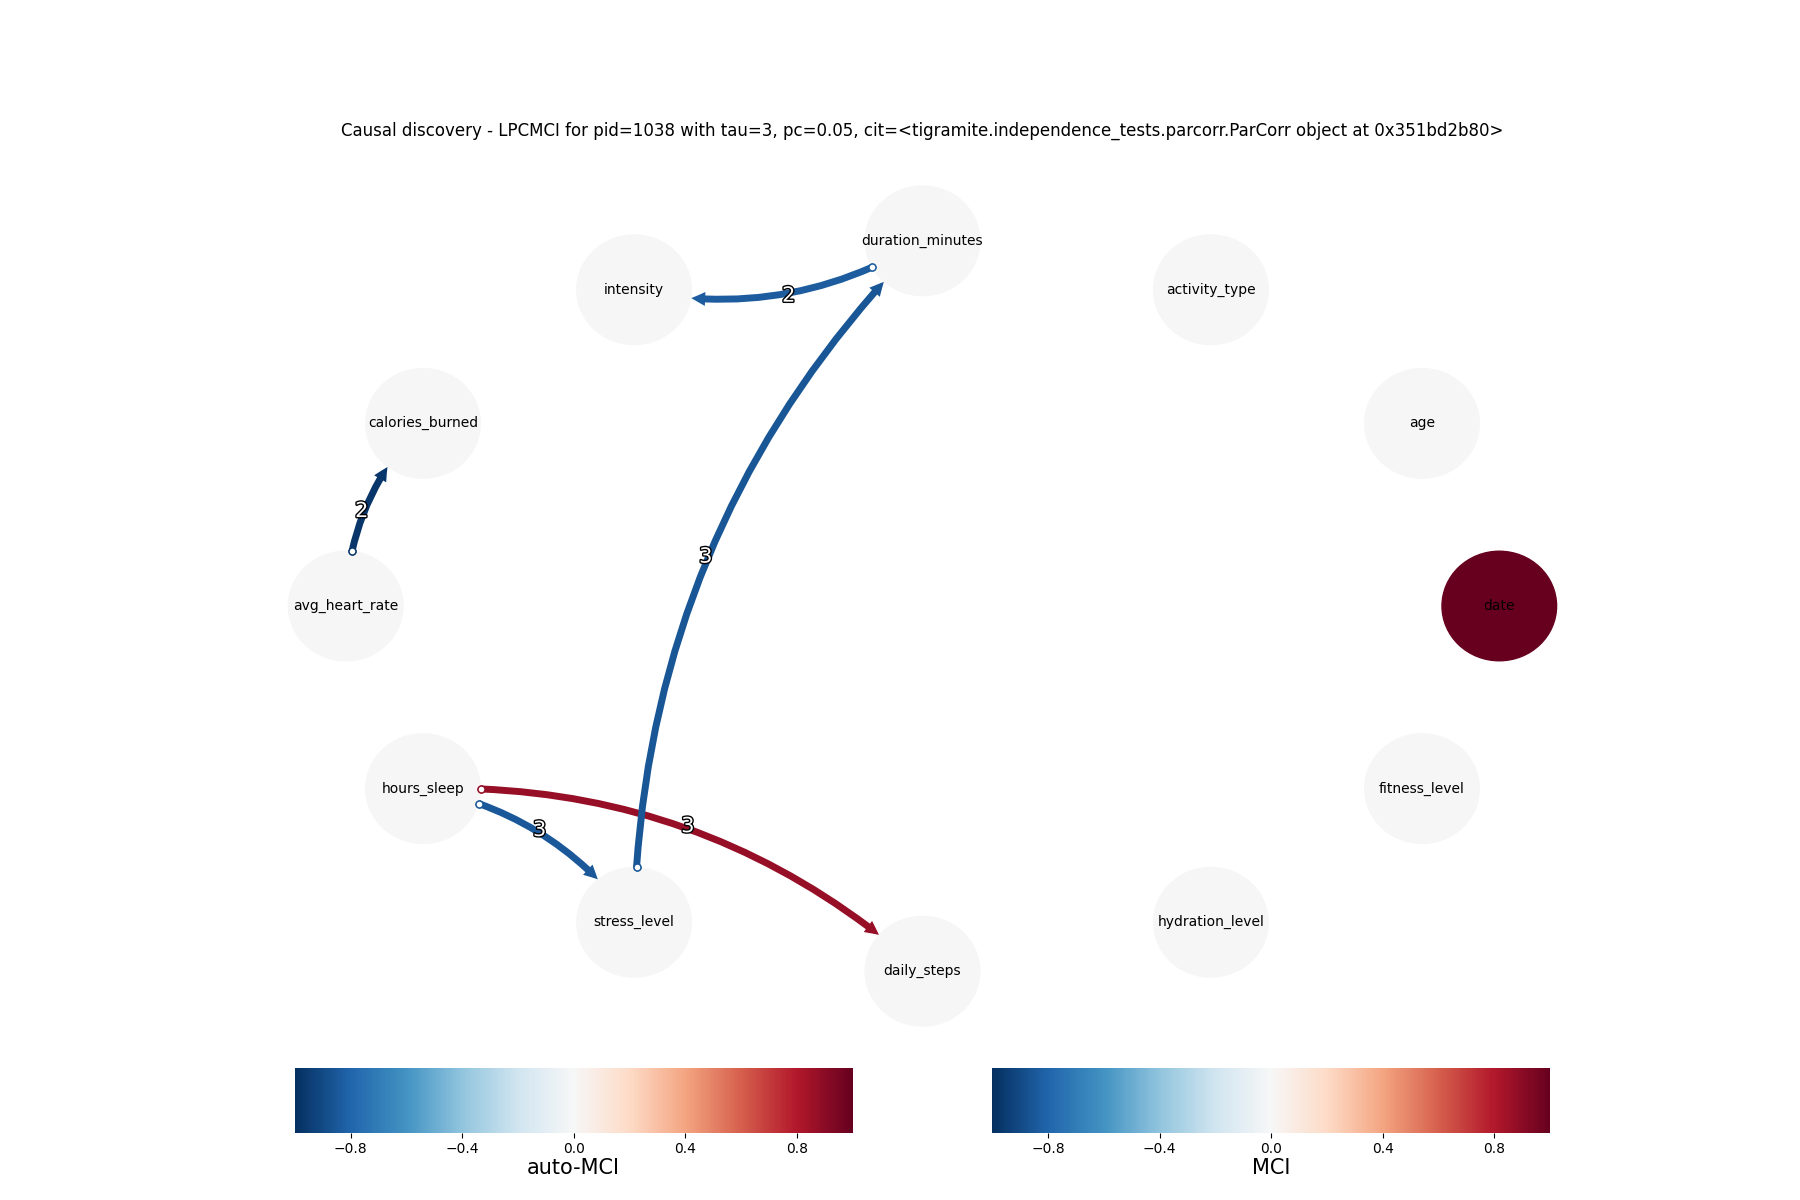 Causal discovery - LPCMCI for pid=1038 with tau=3, pc=0.05, cit=<tigramite.independence_tests.parcorr.ParCorr object at 0x351bd2b80>
duration_minutes
intensity
activity_type
2
calories_burned
age
2
3
avg_heart_rate
date
hours_sleep
fitness_level
3
3
stress_level
hydration_level
daily_steps
−0.8 −0.4 0.0 0.4 0.8
auto-MCI
−0.8 −0.4 0.0 0.4 0.8
MCI